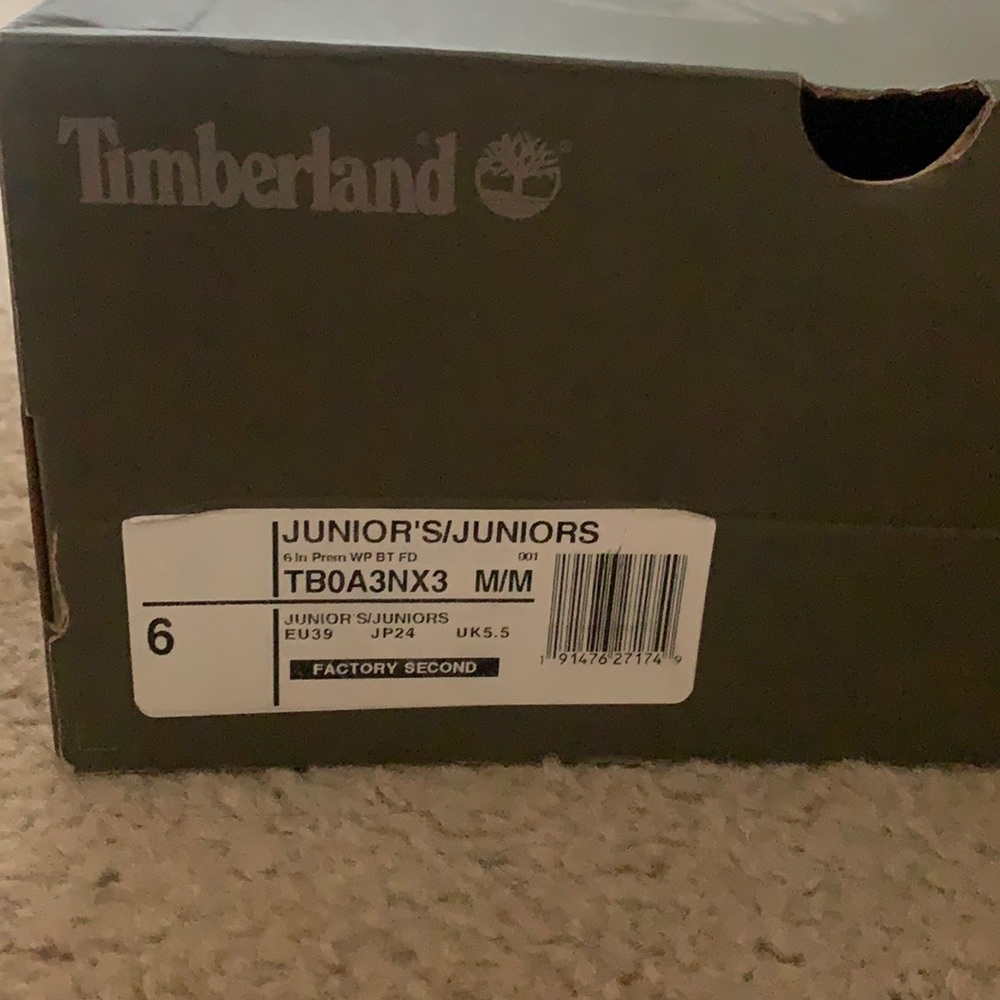 Timberland
JUNIOR'S/JUNIORS
6 In Prem WP BT FD 001
TB0A3NX3 M/M
6
JUNIOR'S/JUNIORS
EU39 JP24 UK5.5
FACTORY SECOND
1 91476 27174 9